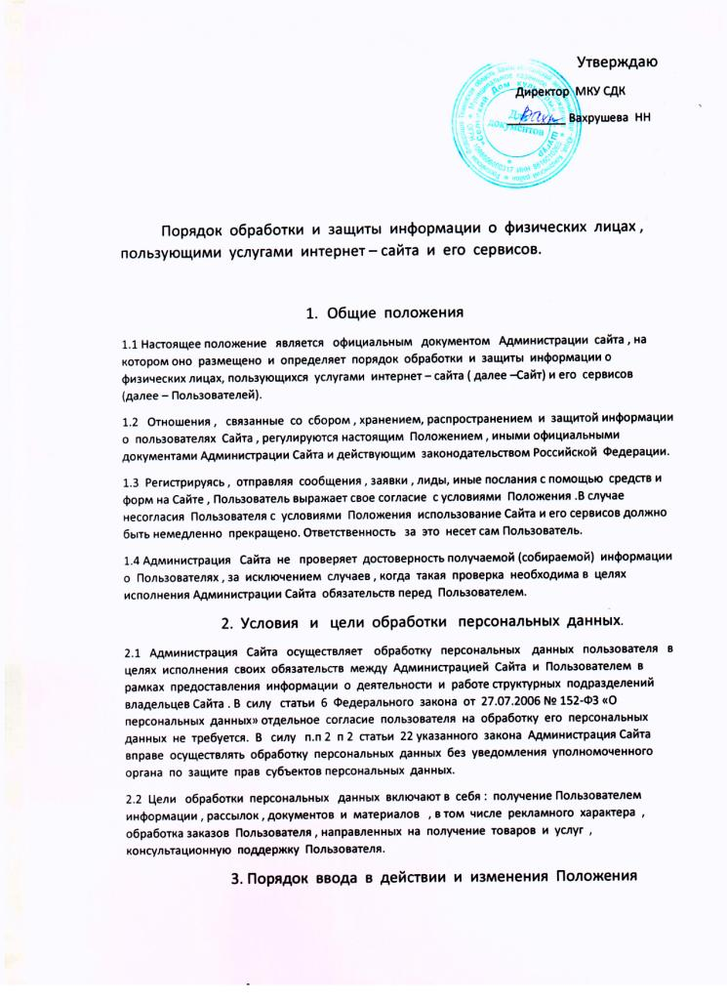 Утверждаю
Директор МКУ СДК
Вахрушева НН
Для
документов
Порядок обработки и защиты информации о физических лицах ,
пользующими услугами интернет – сайта и его сервисов.
1. Общие положения
1.1 Настоящее положение является официальным документом Администрации сайта , на
котором оно размещено и определяет порядок обработки и защиты информации о
физических лицах, пользующихся услугами интернет – сайта ( далее –Сайт) и его сервисов
(далее – Пользователей).
1.2 Отношения , связанные со сбором , хранением, распространением и защитой информации
о пользователях Сайта , регулируются настоящим Положением , иными официальными
документами Администрации Сайта и действующим законодательством Российской Федерации.
1.3 Регистрируясь , отправляя сообщения , заявки , лиды, иные послания с помощью средств и
форм на Сайте , Пользователь выражает свое согласие с условиями Положения .В случае
несогласия Пользователя с условиями Положения использование Сайта и его сервисов должно
быть немедленно прекращено. Ответственность за это несет сам Пользователь.
1.4 Администрация Сайта не проверяет достоверность получаемой (собираемой) информации
о Пользователях , за исключением случаев , когда такая проверка необходима в целях
исполнения Администрации Сайта обязательств перед Пользователем.
2. Условия и цели обработки персональных данных.
2.1 Администрация Сайта осуществляет обработку персональных данных пользователя в
целях исполнения своих обязательств между Администрацией Сайта и Пользователем в
рамках предоставления информации о деятельности и работе структурных подразделений
владельцев Сайта . В силу статьи 6 Федерального закона от 27.07.2006 № 152-ФЗ «О
персональных данных» отдельное согласие пользователя на обработку его персональных
данных не требуется. В силу п.п 2 п 2 статьи 22 указанного закона Администрация Сайта
вправе осуществлять обработку персональных данных без уведомления уполномоченного
органа по защите прав субъектов персональных данных.
2.2 Цели обработки персональных данных включают в себя : получение Пользователем
информации , рассылок , документов и материалов , в том числе рекламного характера ,
обработка заказов Пользователя , направленных на получение товаров и услуг ,
консультационную поддержку Пользователя.
3. Порядок ввода в действии и изменения Положения